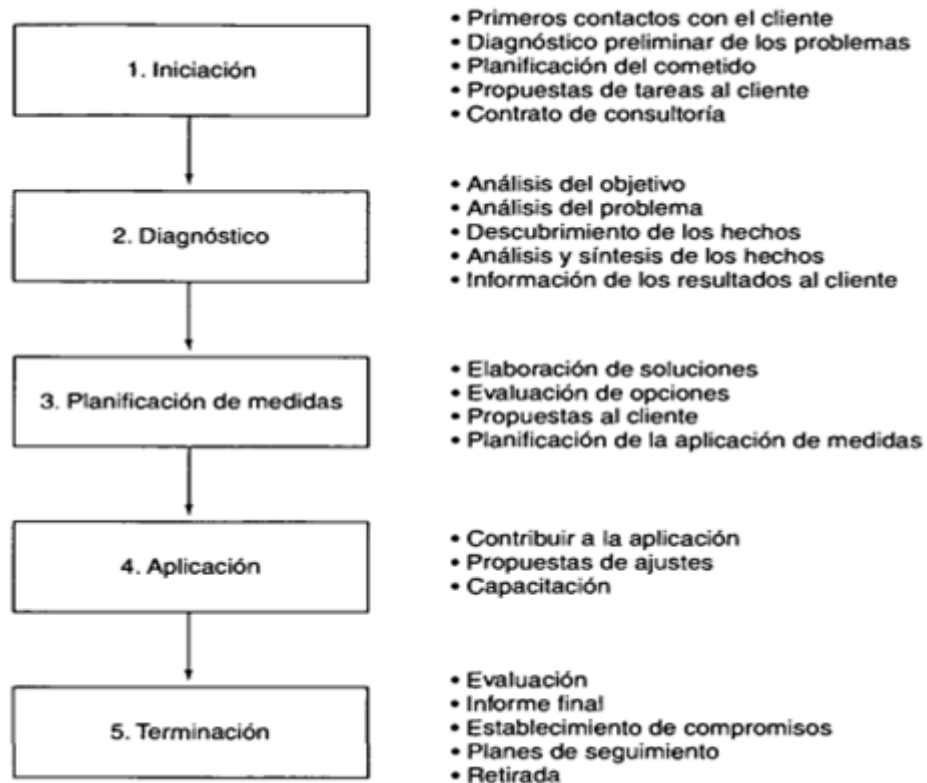 1. Iniciación
• Primeros contactos con el cliente
• Diagnóstico preliminar de los problemas
• Planificación del cometido
• Propuestas de tareas al cliente
• Contrato de consultoría
2. Diagnóstico
• Análisis del objetivo
• Análisis del problema
• Descubrimiento de los hechos
• Análisis y síntesis de los hechos
• Información de los resultados al cliente
3. Planificación de medidas
• Elaboración de soluciones
• Evaluación de opciones
• Propuestas al cliente
• Planificación de la aplicación de medidas
4. Aplicación
• Contribuir a la aplicación
• Propuestas de ajustes
• Capacitación
5. Terminación
• Evaluación
• Informe final
• Establecimiento de compromisos
• Planes de seguimiento
• Retirada